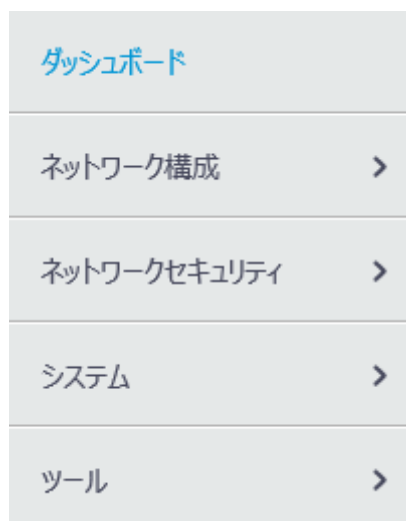 ダッシュボード
ネットワーク構成
ネットワークセキュリティ
システム
ツール